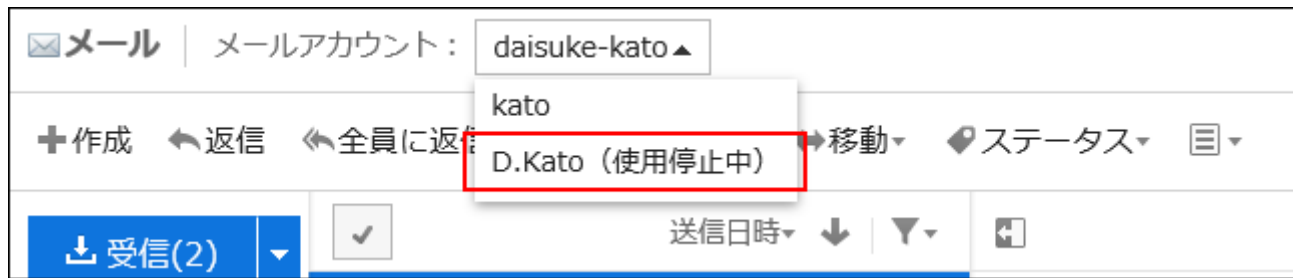 メール メールアカウント： daisuke-kato
kato
D.Kato（使用停止中）
作成 返信 全員に返信 移動 ステータス
受信(2) 送信日時